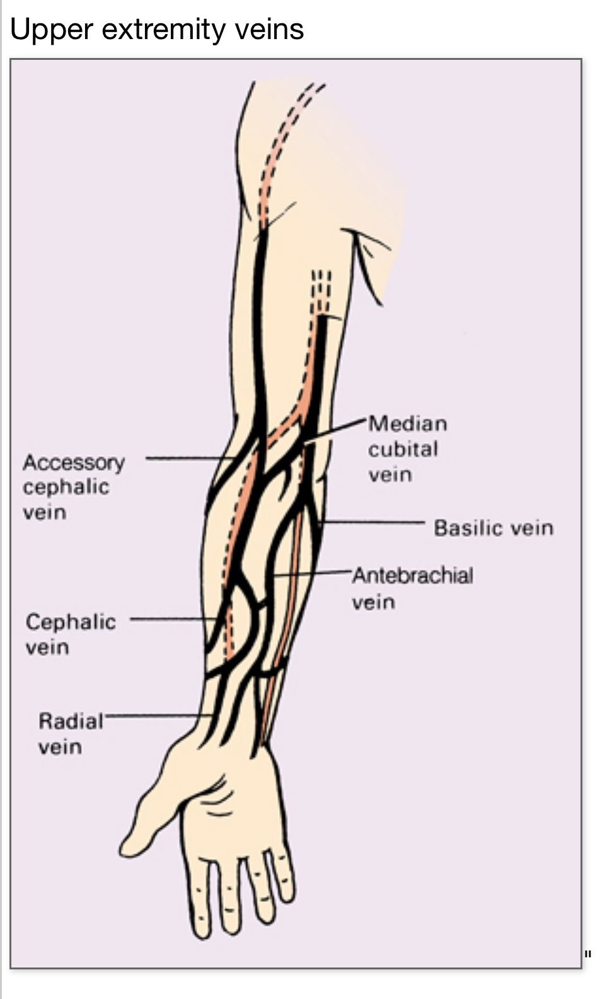 Upper extremity veins
Median
cubital
vein
Accessory
cephalic
vein
Basilic vein
Antebrachial
vein
Cephalic
vein
Radial
vein
"